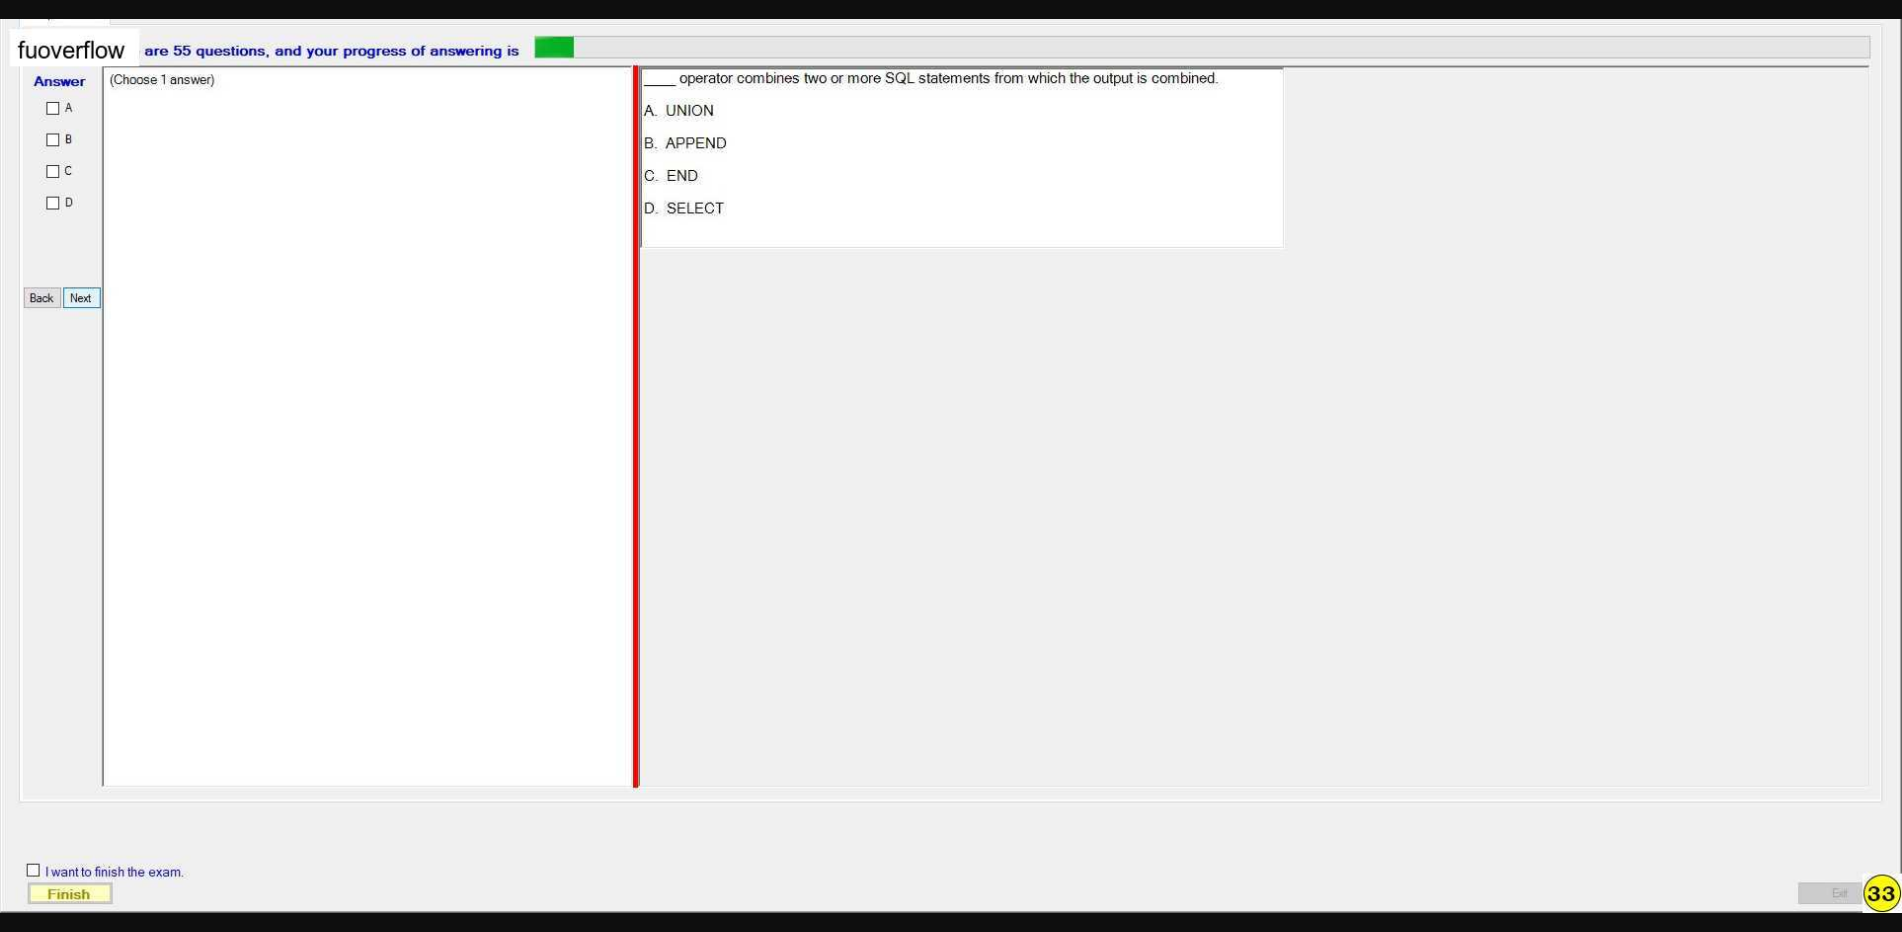 fuoverflow are 55 questions, and your progress of answering is
Answer
(Choose 1 answer)
A
B
C
D
Back Next
____ operator combines two or more SQL statements from which the output is combined.
A. UNION
B. APPEND
C. END
D. SELECT
I want to finish the exam.
Finish
Exit
33